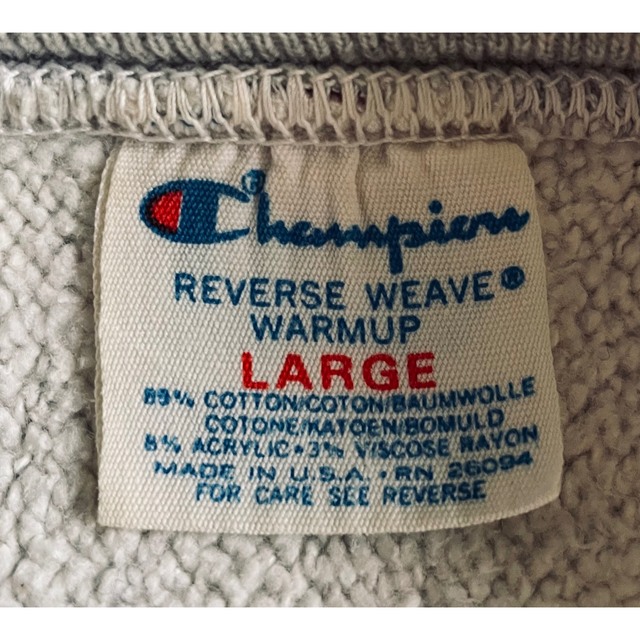 Champion®
REVERSE WEAVE®
WARMUP
LARGE
89% COTTON/COTON/BAUMWOLLE
COTONE/KATOEN/BOMULD
8% ACRYLIC • 3% VISCOSE RAYON
MADE IN U.S.A. • RN 26094
FOR CARE SEE REVERSE